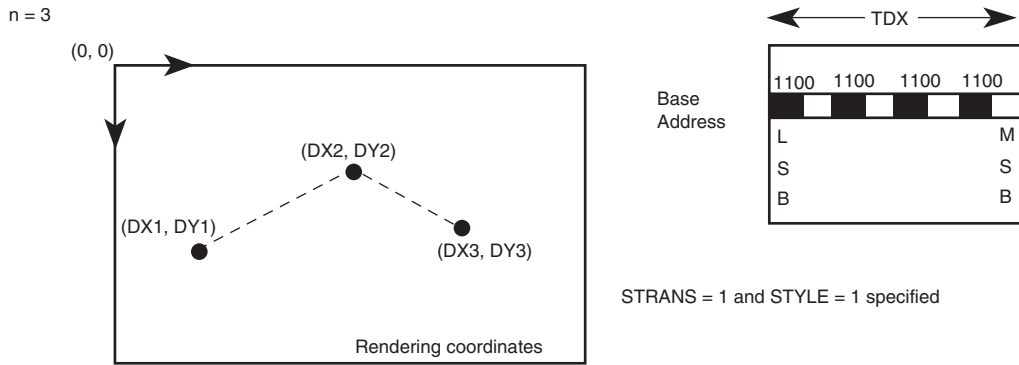 n = 3
(0, 0)
(DX2, DY2)
(DX1, DY1)
(DX3, DY3)
Rendering coordinates
TDX
1100 1100 1100 1100
Base
Address
L M
S S
B B
STRANS = 1 and STYLE = 1 specified